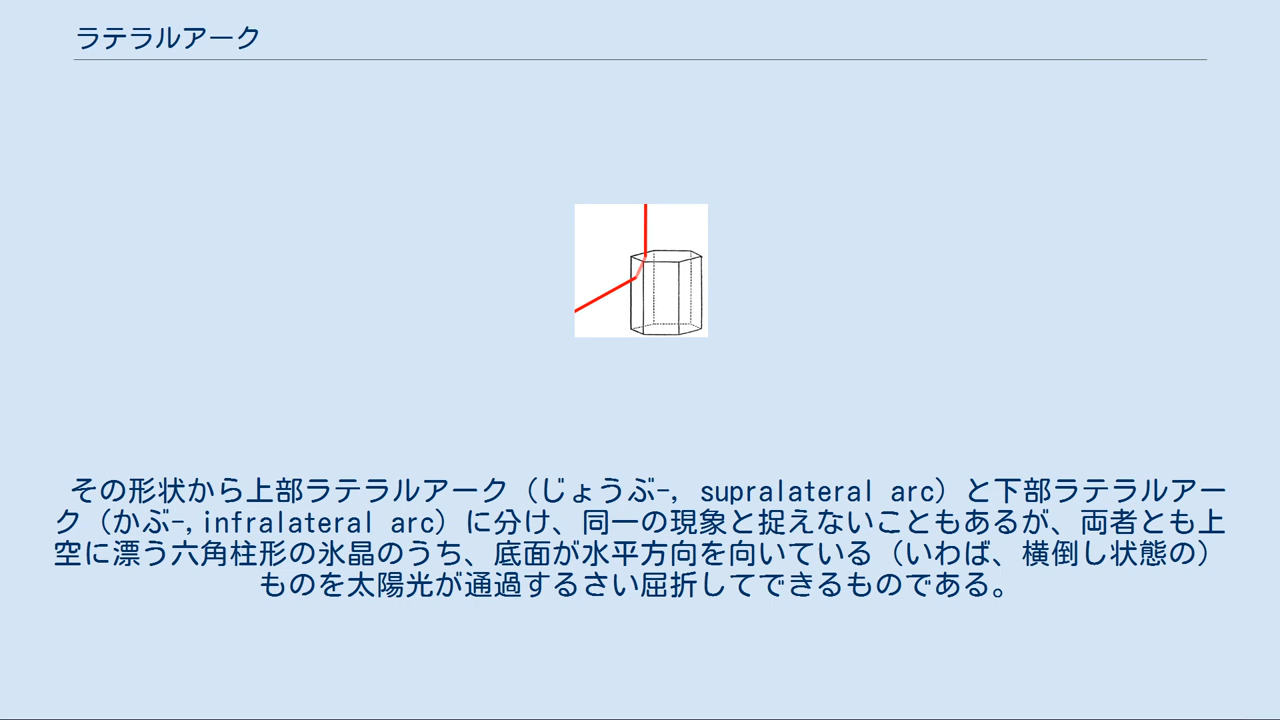 ラテラルアーク
その形状から上部ラテラルアーク（じょうぶ-, supralateral arc）と下部ラテラルアー
ク（かぶ-,infralateral arc）に分け、同一の現象と捉えないこともあるが、両者とも上
空に漂う六角柱形の氷晶のうち、底面が水平方向を向いている（いわば、横倒し状態の）
ものを太陽光が通過するさい屈折してできるものである。